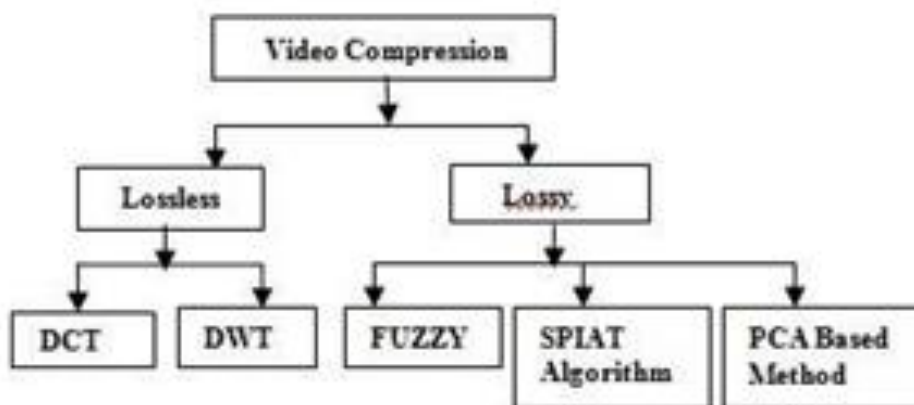 Video Compression
Lossless
Lossy
DCT
DWT
FUZZY
SPIAT
Algorithm
PCA Based
Method